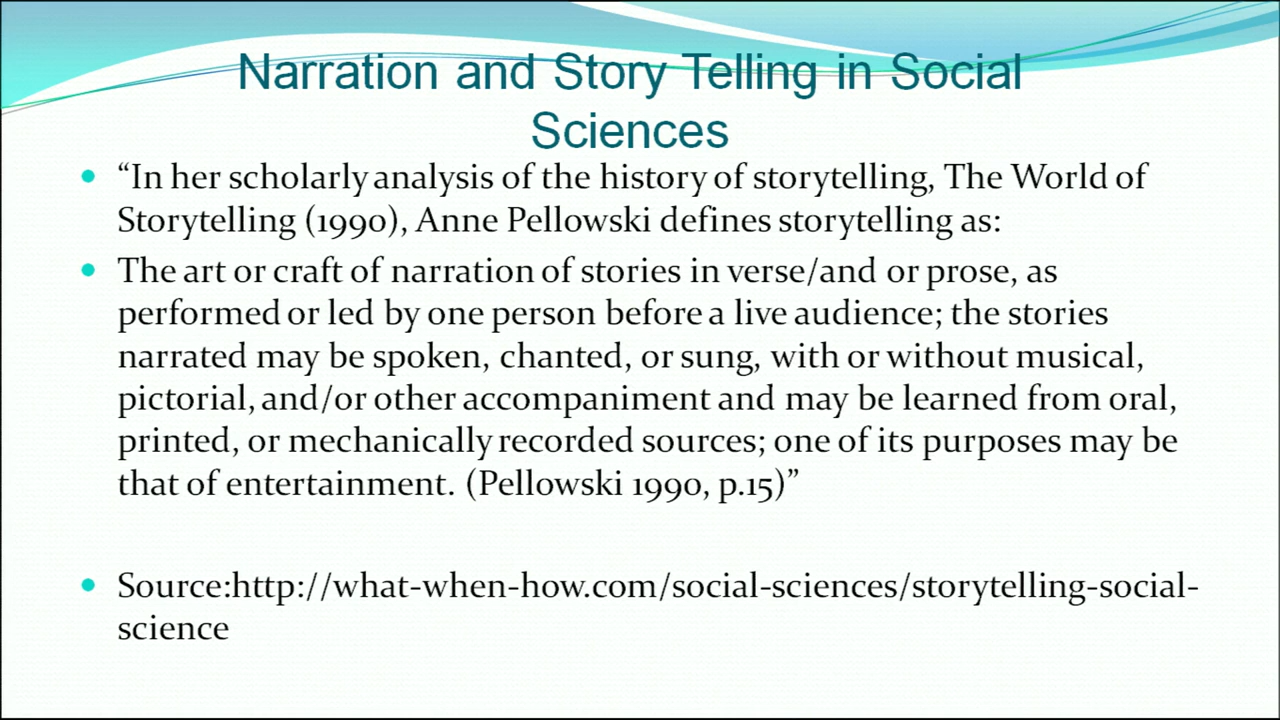 Narration and Story Telling in Social
Sciences
• “In her scholarly analysis of the history of storytelling, The World of
Storytelling (1990), Anne Pellowski defines storytelling as:
• The art or craft of narration of stories in verse/and or prose, as
performed or led by one person before a live audience; the stories
narrated may be spoken, chanted, or sung, with or without musical,
pictorial, and/or other accompaniment and may be learned from oral,
printed, or mechanically recorded sources; one of its purposes may be
that of entertainment. (Pellowski 1990, p.15)”
• Source:http://what-when-how.com/social-sciences/storytelling-social-
science